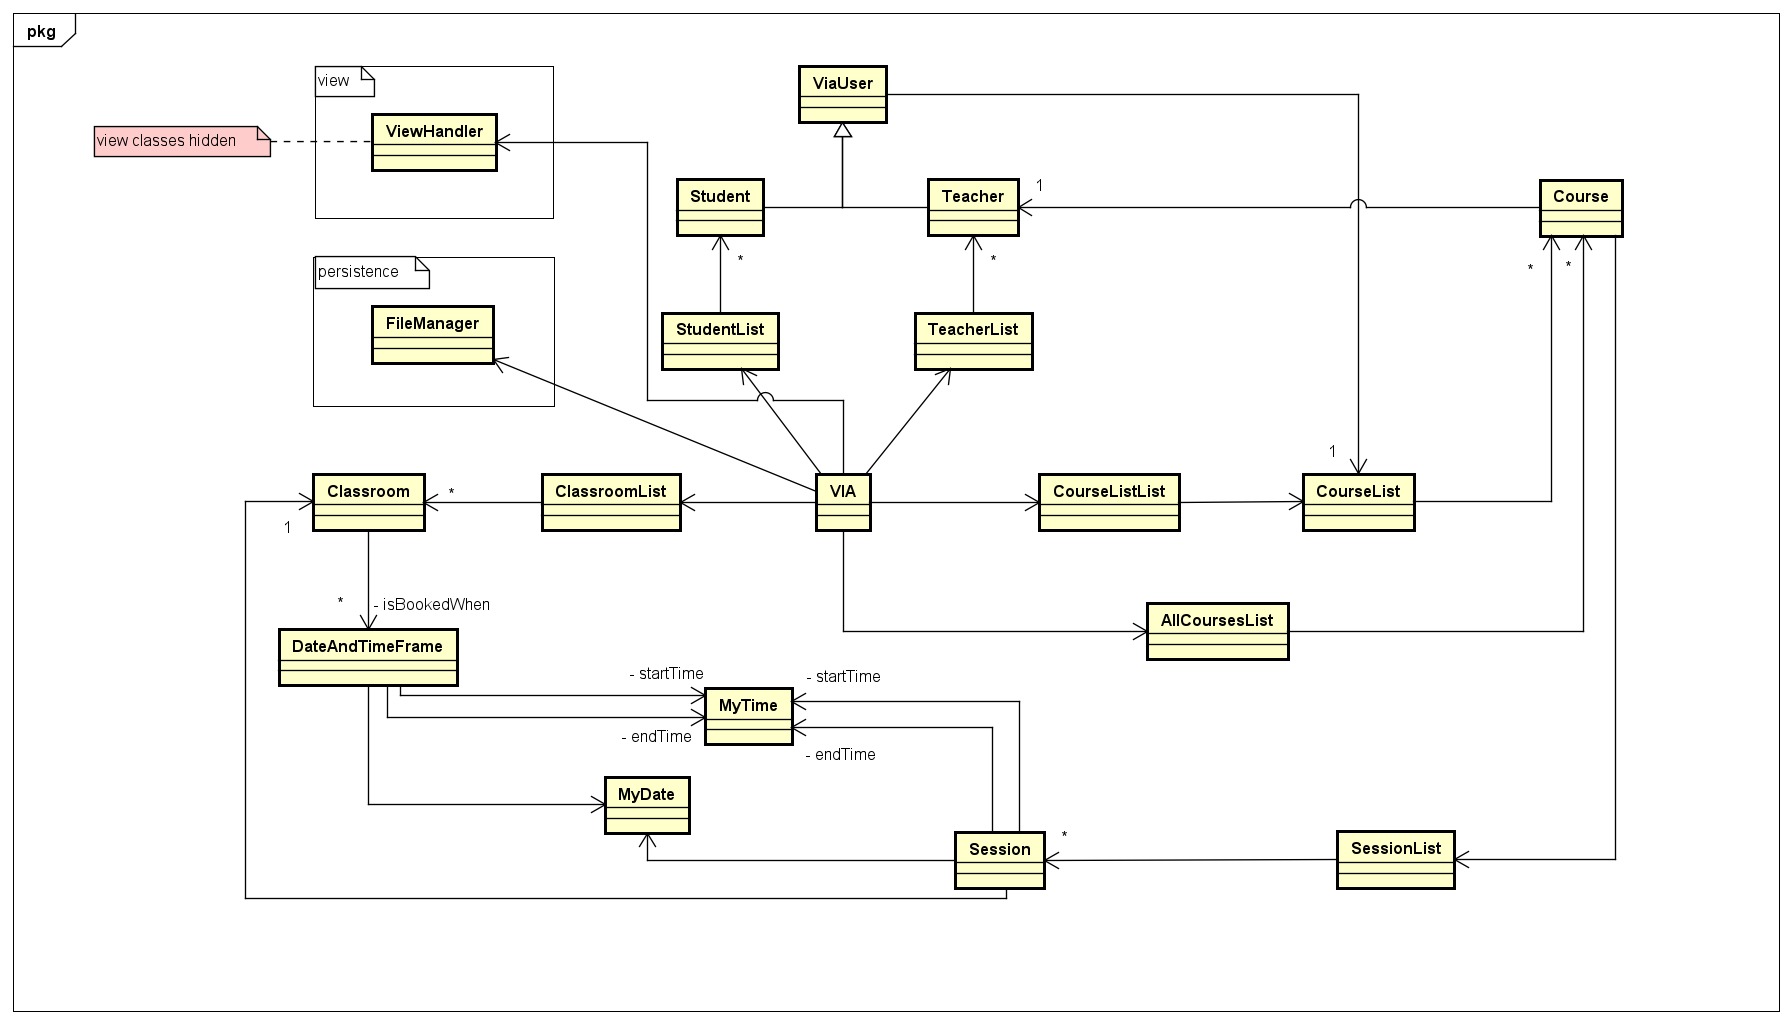 pkg
view
ViaUser
ViewHandler
view classes hidden
Student
Teacher
1
Course
*
*
*
*
persistence
FileManager
StudentList
TeacherList
1
Classroom
*
ClassroomList
VIA
CourseListList
CourseList
1
*
- isBookedWhen
AllCoursesList
DateAndTimeFrame
- startTime
- startTime
MyTime
- endTime
- endTime
MyDate
*
Session
SessionList